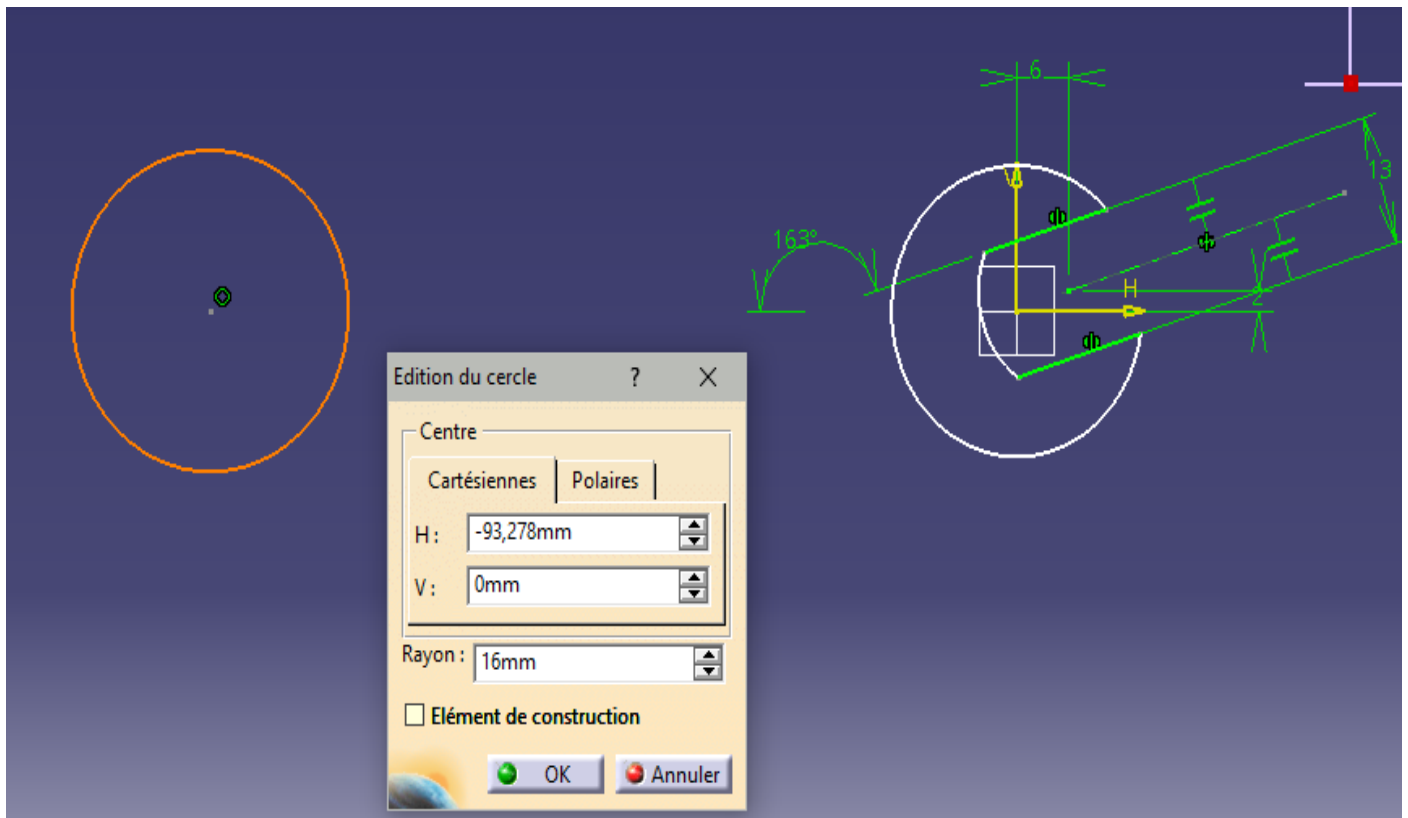 6
13
163°
V
H
2
Edition du cercle ? X
Centre
Cartésiennes Polaires
H : -93,278mm
V : 0mm
Rayon : 16mm
Elément de construction
OK Annuler